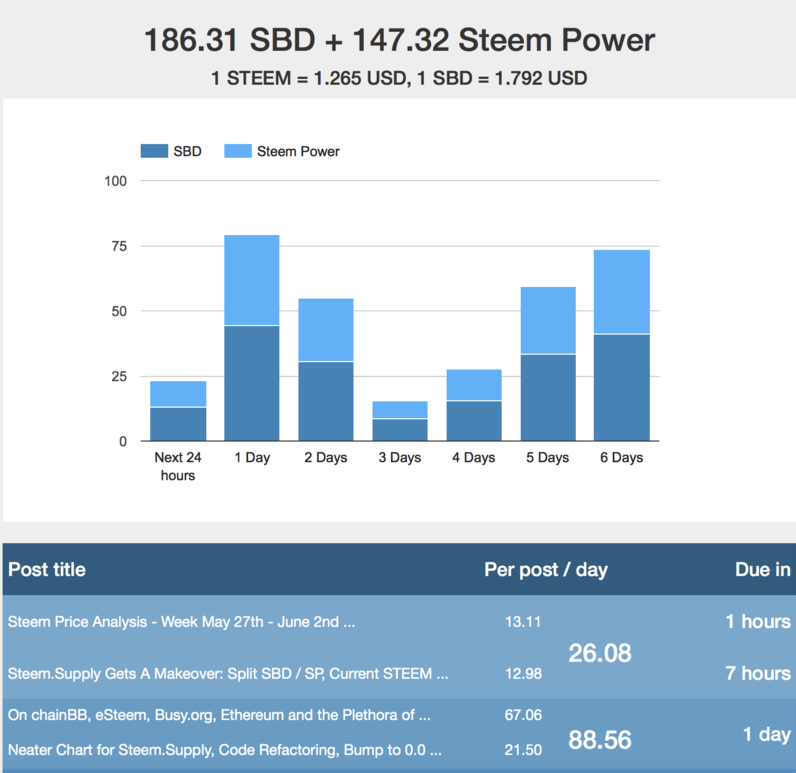 186.31 SBD + 147.32 Steem Power
1 STEEM = 1.265 USD, 1 SBD = 1.792 USD
SBD Steem Power
100
75
50
25
0
Next 24 hours 1 Day 2 Days 3 Days 4 Days 5 Days 6 Days
Post title Per post / day Due in
Steem Price Analysis - Week May 27th - June 2nd ... 13.11 1 hours
26.08
Steem.Supply Gets A Makeover: Split SBD / SP, Current STEEM ... 12.98 7 hours
On chainBB, eSteem, Busy.org, Ethereum and the Plethora of ... 67.06
88.56 1 day
Neater Chart for Steem.Supply, Code Refactoring, Bump to 0.0 ... 21.50